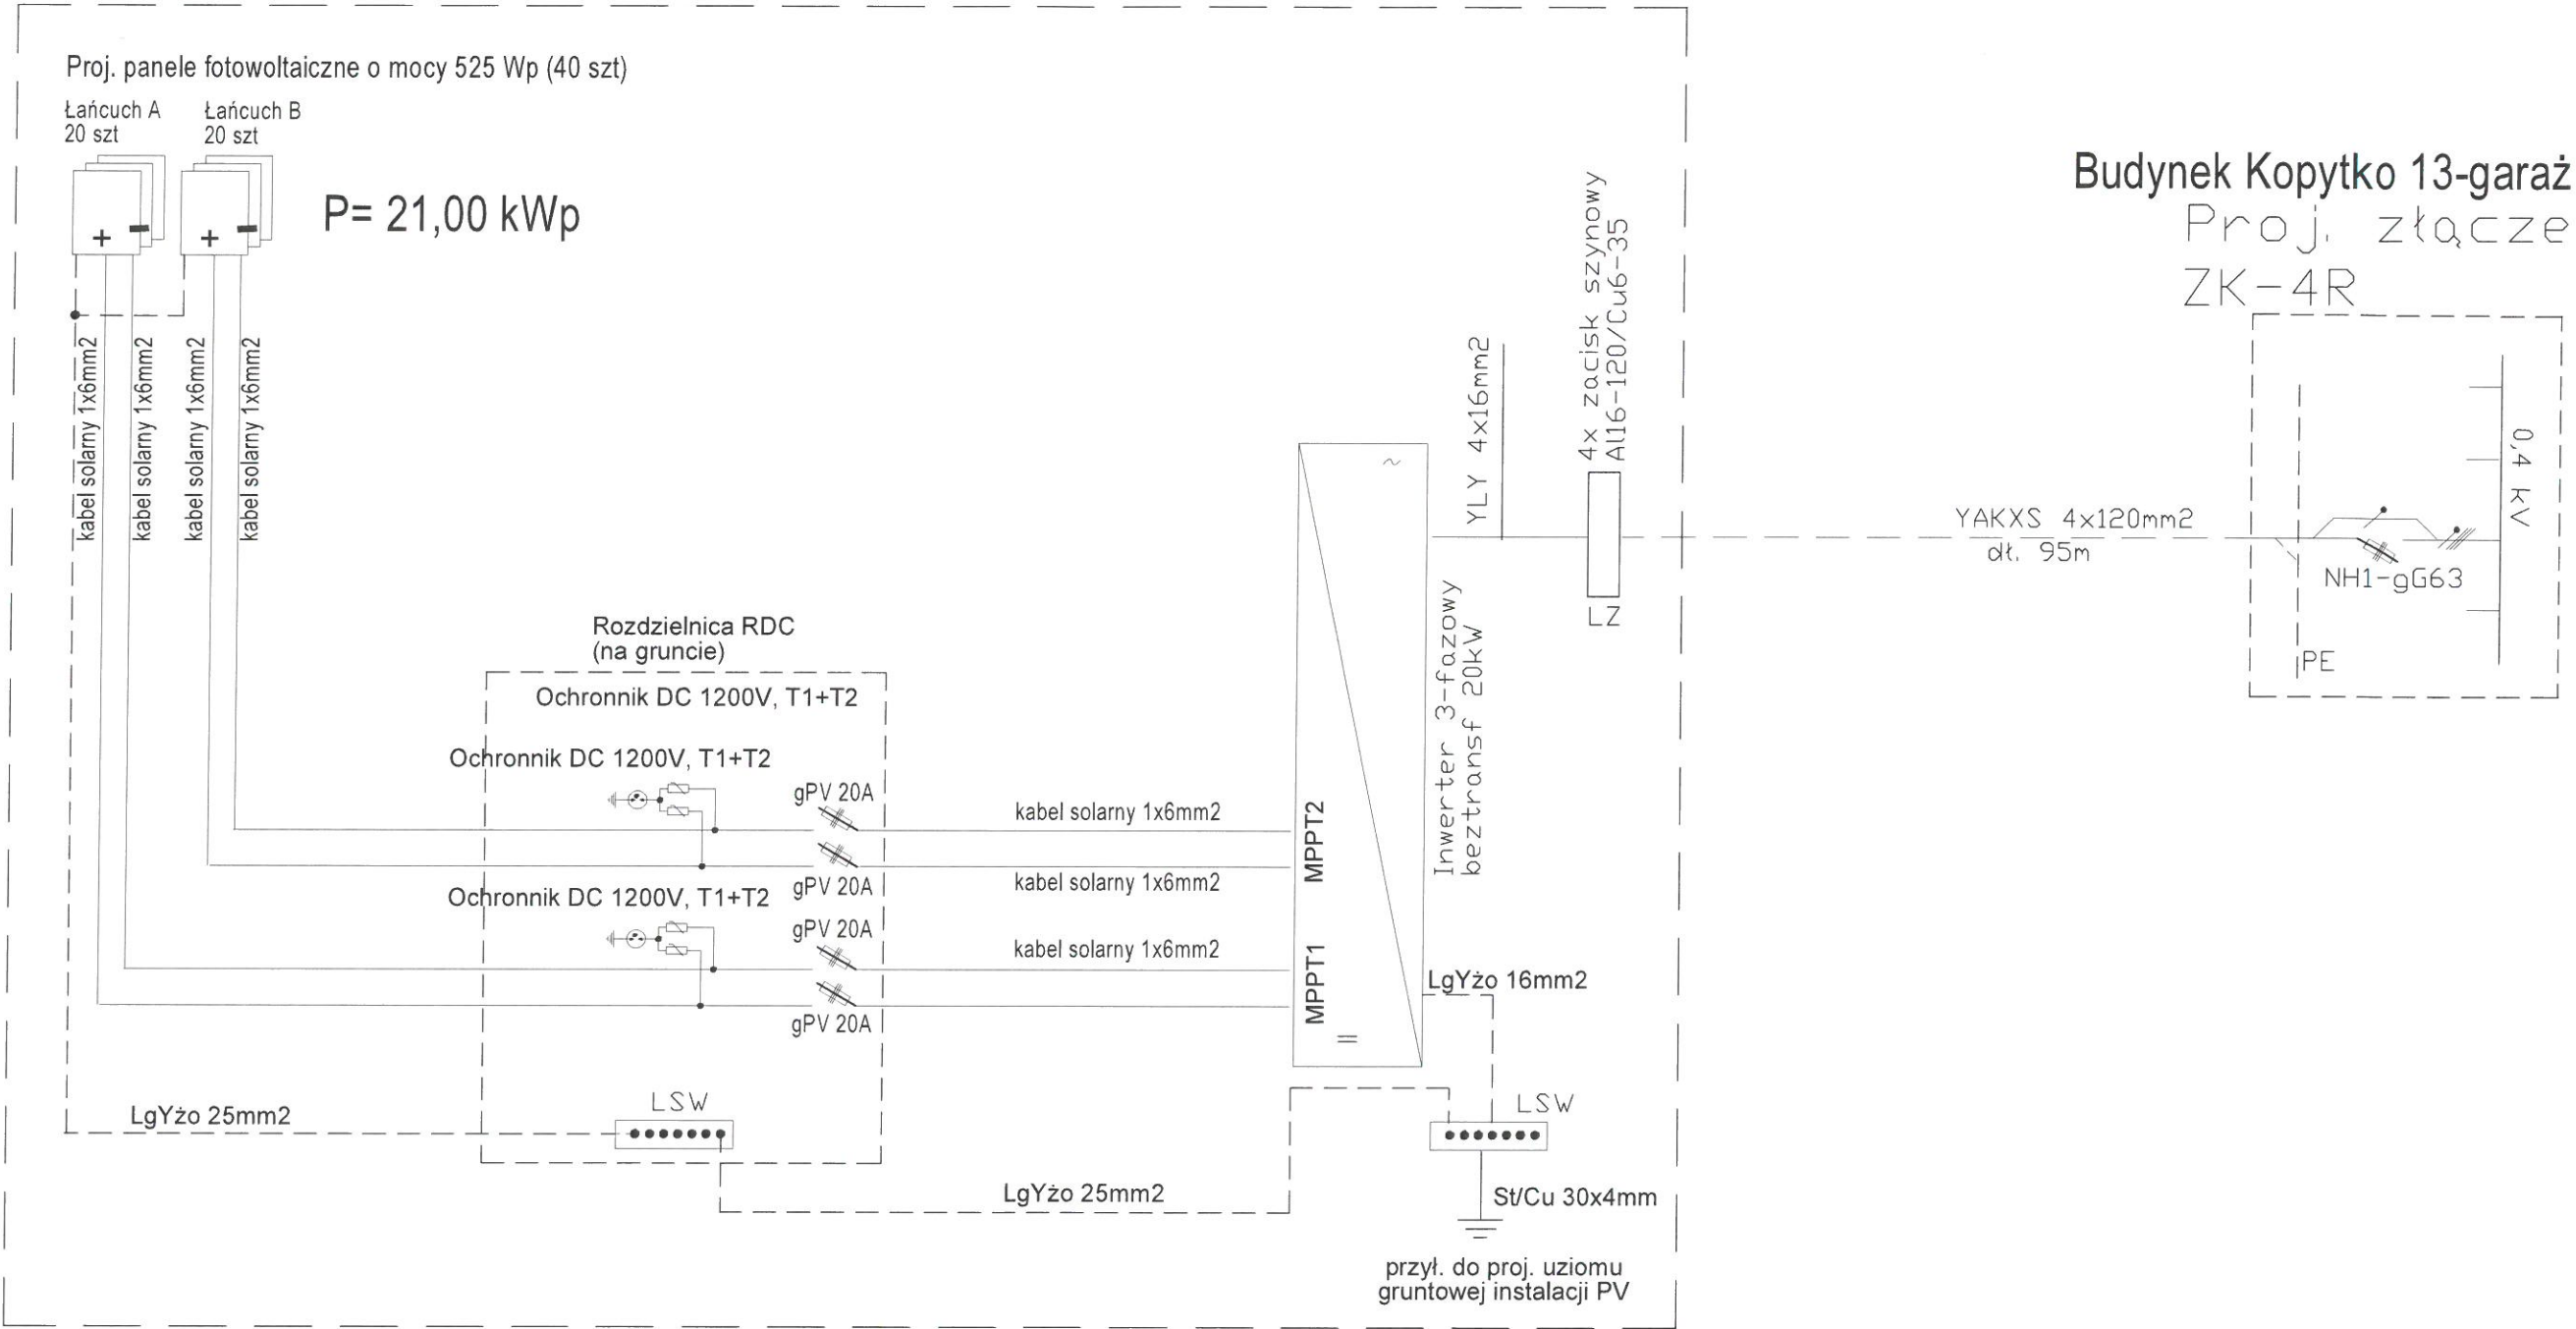 Proj. panele fotowoltaiczne o mocy 525 Wp (40 szt)
Łańcuch A
20 szt
Łańcuch B
20 szt
+
+
P= 21,00 kWp
kabel solarny 1x6mm2
kabel solarny 1x6mm2
kabel solarny 1x6mm2
kabel solarny 1x6mm2
Rozdzielnica RDC
(na gruncie)
Ochronnik DC 1200V, T1+T2
Ochronnik DC 1200V, T1+T2
gPV 20A
kabel solarny 1x6mm2
kabel solarny 1x6mm2
gPV 20A
Ochronnik DC 1200V, T1+T2
gPV 20A
kabel solarny 1x6mm2
gPV 20A
MPPT2
MPPT1
~
=
Inwerter 3-fazowy
beztransf 20kW
YLY 4x16mm2
4x zacisk szynowy
Al16-120/Cu6-35
LZ
LgYżo 16mm2
LSW
LgYżo 25mm2
LSW
LgYżo 25mm2
St/Cu 30x4mm
przył. do proj. uziomu
gruntowej instalacji PV
Budynek Kopytko 13-garaż
Proj. złącze
ZK-4R
YAKXS 4x120mm2
dł. 95m
NH1-gG63
0,4 kV
PE